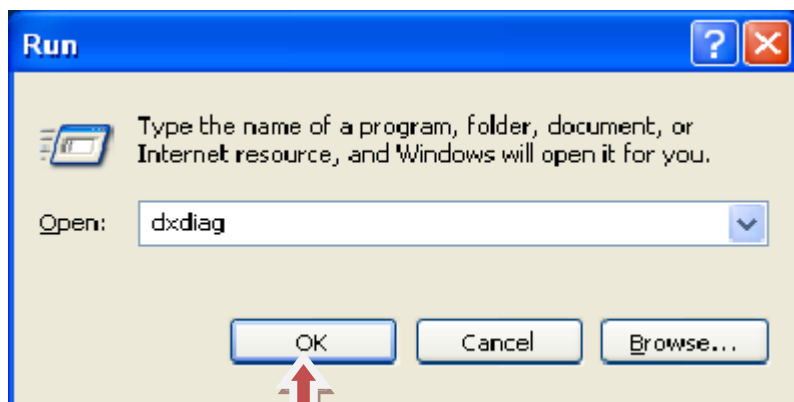 Run
Type the name of a program, folder, document, or
Internet resource, and Windows will open it for you.
Open: dxdiag
OK Cancel Browse...